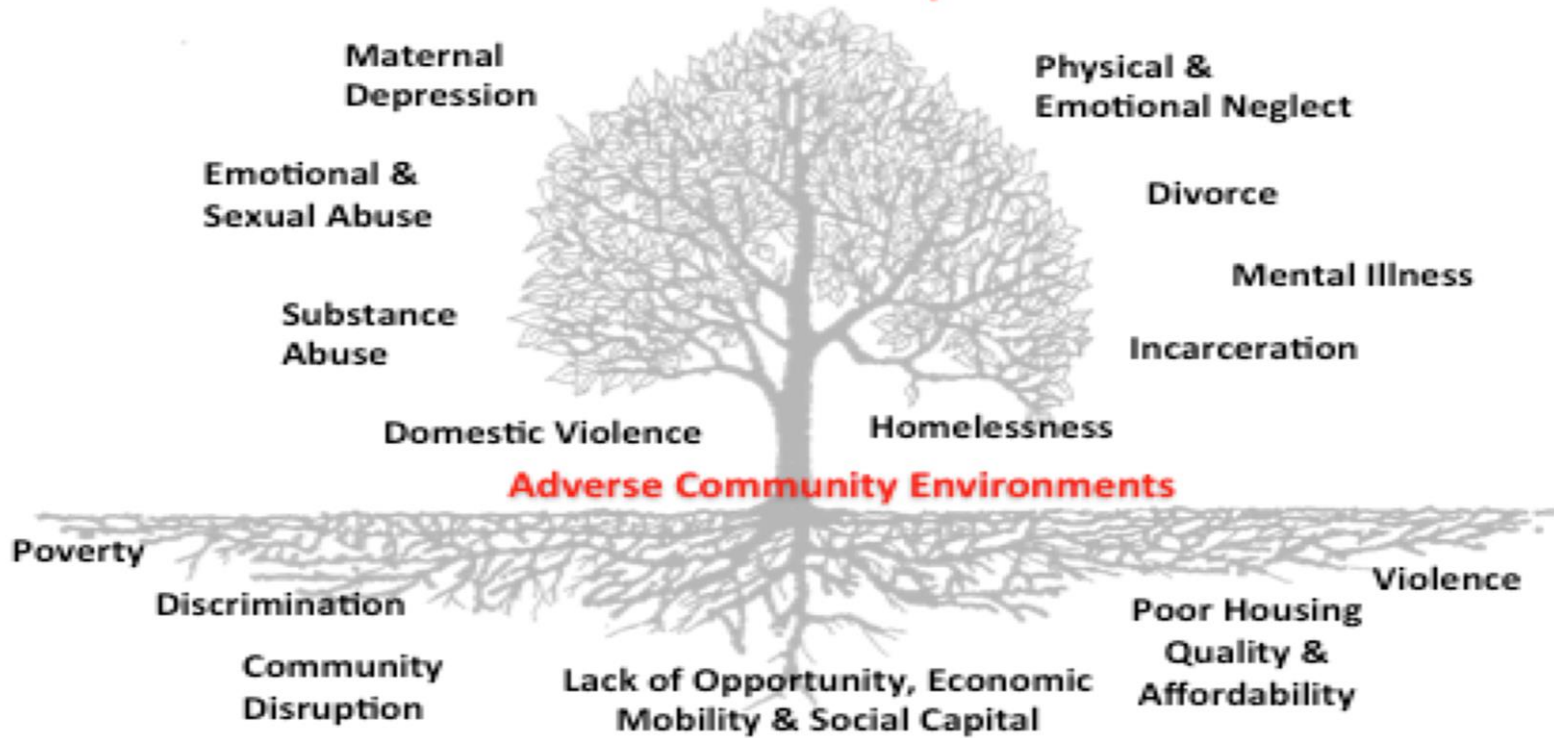 Maternal
Depression
Physical &
Emotional Neglect
Emotional &
Sexual Abuse
Divorce
Mental Illness
Substance
Abuse
Incarceration
Domestic Violence
Homelessness
Adverse Community Environments
Poverty
Violence
Discrimination
Poor Housing
Quality &
Affordability
Community
Disruption
Lack of Opportunity, Economic
Mobility & Social Capital